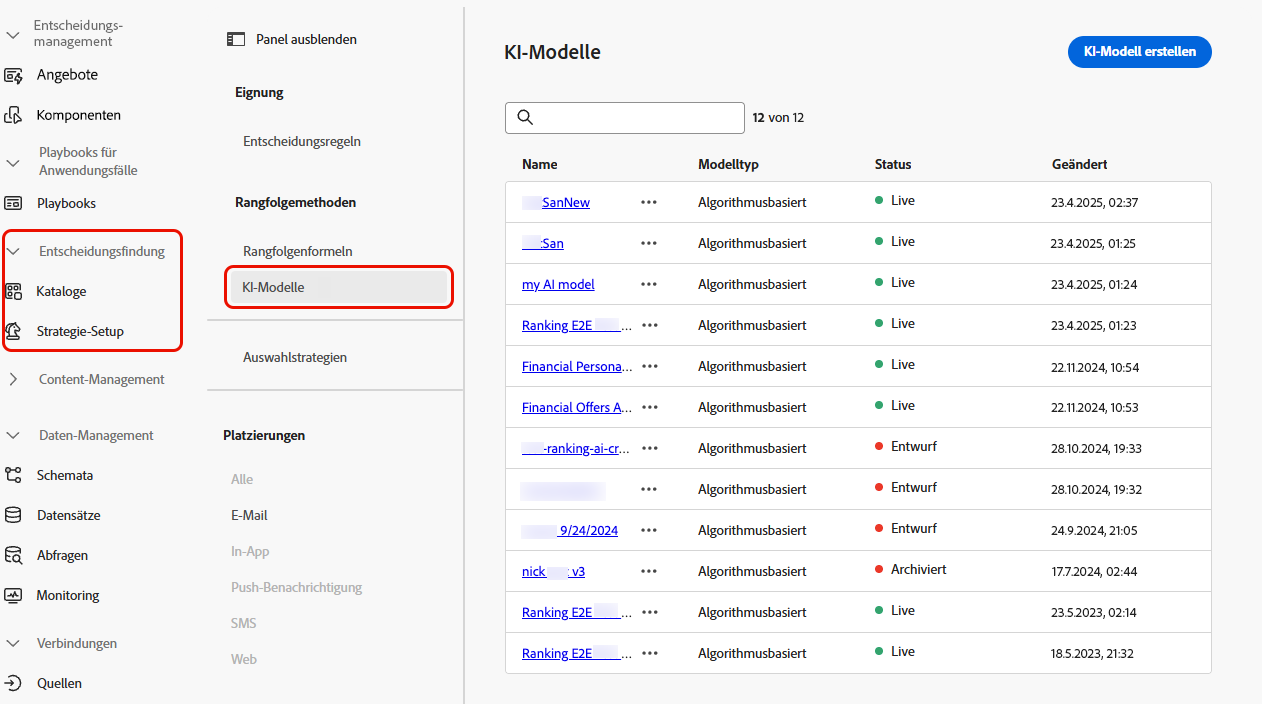 Entscheidungs-
management
Angebote
Komponenten
Playbooks für
Anwendungsfälle
Playbooks
Entscheidungsfindung
Kataloge
Strategie-Setup
Content-Management
Daten-Management
Schemata
Datensätze
Abfragen
Monitoring
Verbindungen
Quellen
Panel ausblenden
Eignung
Entscheidungsregeln
Rangfolgemethoden
Rangfolgenformeln
KI-Modelle
Auswahlstrategien
Platzierungen
Alle
E-Mail
In-App
Push-Benachrichtigung
SMS
Web
KI-Modelle
KI-Modell erstellen
12 von 12
Name Modelltyp Status Geändert
SanNew ••• Algorithmusbasiert Live 23.4.2025, 02:37
:San ••• Algorithmusbasiert Live 23.4.2025, 01:25
my AI model ••• Algorithmusbasiert Live 23.4.2025, 01:24
Ranking E2E ... ••• Algorithmusbasiert Live 23.4.2025, 01:23
Financial Persona... ••• Algorithmusbasiert Live 22.11.2024, 10:54
Financial Offers A... ••• Algorithmusbasiert Live 22.11.2024, 10:53
-ranking-ai-cr... ••• Algorithmusbasiert Entwurf 28.10.2024, 19:33
••• Algorithmusbasiert Entwurf 28.10.2024, 19:32
9/24/2024 ••• Algorithmusbasiert Entwurf 24.9.2024, 21:05
nick v3 ••• Algorithmusbasiert Archiviert 17.7.2024, 02:44
Ranking E2E ... ••• Algorithmusbasiert Live 23.5.2023, 02:14
Ranking E2E ... ••• Algorithmusbasiert Live 18.5.2023, 21:32